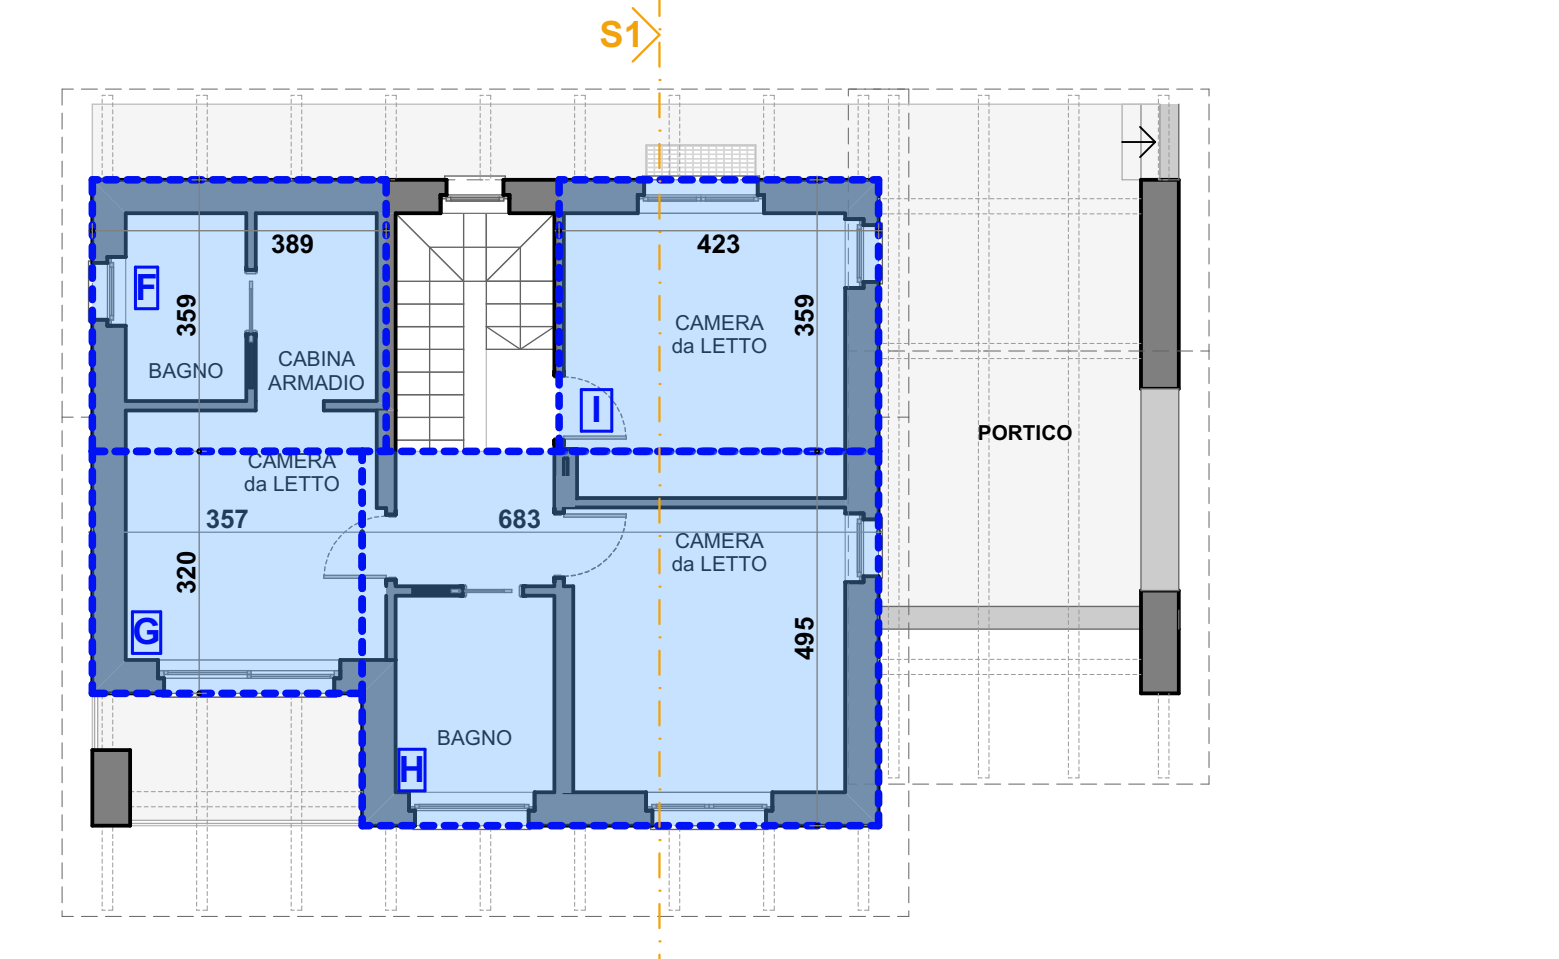 S1
389
423
F
359
359
CAMERA
da LETTO
BAGNO
CABINA
ARMADIO
I
PORTICO
CAMERA
da LETTO
357
683
CAMERA
da LETTO
320
G
495
BAGNO
H